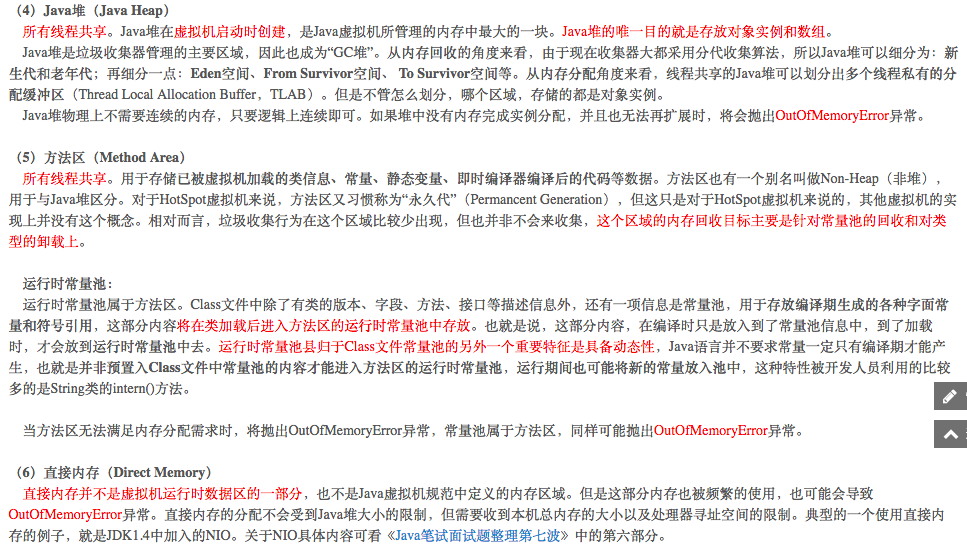 （4）Java堆（Java Heap）
所有线程共享。Java堆在虚拟机启动时创建，是Java虚拟机所管理的内存中最大的一块。Java堆的唯一目的就是存放对象实例和数组。
Java堆是垃圾收集器管理的主要区域，因此也成为“GC堆”。从内存回收的角度来看，由于现在收集器大都采用分代收集算法，所以Java堆可以细分为：新
生代和老年代；再细分一点：Eden空间、From Survivor空间、 To Survivor空间等。从内存分配角度来看，线程共享的Java堆可以划分出多个线程私有的分
配缓冲区（Thread Local Allocation Buffer，TLAB）。但是不管怎么划分，哪个区域，存储的都是对象实例。
Java堆物理上不需要连续的内存，只要逻辑上连续即可。如果堆中没有内存完成实例分配，并且也无法再扩展时，将会抛出OutOfMemoryError异常。
（5）方法区（Method Area）
所有线程共享。用于存储已被虚拟机加载的类信息、常量、静态变量、即时编译器编译后的代码等数据。方法区也有一个别名叫做Non-Heap（非堆），
用于与Java堆区分。对于HotSpot虚拟机来说，方法区又习惯称为“永久代”（Permancent Generation），但这只是对于HotSpot虚拟机来说的，其他虚拟机的实
现上并没有这个概念。相对而言，垃圾收集行为在这个区域比较少出现，但也并非不会来收集，这个区域的内存回收目标主要是针对常量池的回收和对类
型的卸载上。
运行时常量池：
运行时常量池属于方法区。Class文件中除了有类的版本、字段、方法、接口等描述信息外，还有一项信息是常量池，用于存放编译期生成的各种字面常
量和符号引用，这部分内容将在类加载后进入方法区的运行时常量池中存放。也就是说，这部分内容，在编译时只是放入到了常量池信息中，到了加载
时，才会放到运行时常量池中去。运行时常量池县归于Class文件常量池的另外一个重要特征是具备动态性，Java语言并不要求常量一定只有编译期才能产
生，也就是并非预置入Class文件中常量池的内容才能进入方法区的运行时常量池，运行期间也可能将新的常量放入池中，这种特性被开发人员利用的比较
多的是String类的intern()方法。
当方法区无法满足内存分配需求时，将抛出OutOfMemoryError异常，常量池属于方法区，同样可能抛出OutOfMemoryError异常。
（6）直接内存（Direct Memory）
直接内存并不是虚拟机运行时数据区的一部分，也不是Java虚拟机规范中定义的内存区域。但是这部分内存也被频繁的使用，也可能会导致
OutOfMemoryError异常。直接内存的分配不会受到Java堆大小的限制，但需要收到本机总内存的大小以及处理器寻址空间的限制。典型的一个使用直接内
存的例子，就是JDK1.4中加入的NIO。关于NIO具体内容可看《Java笔试面试题整理第七波》中的第六部分。